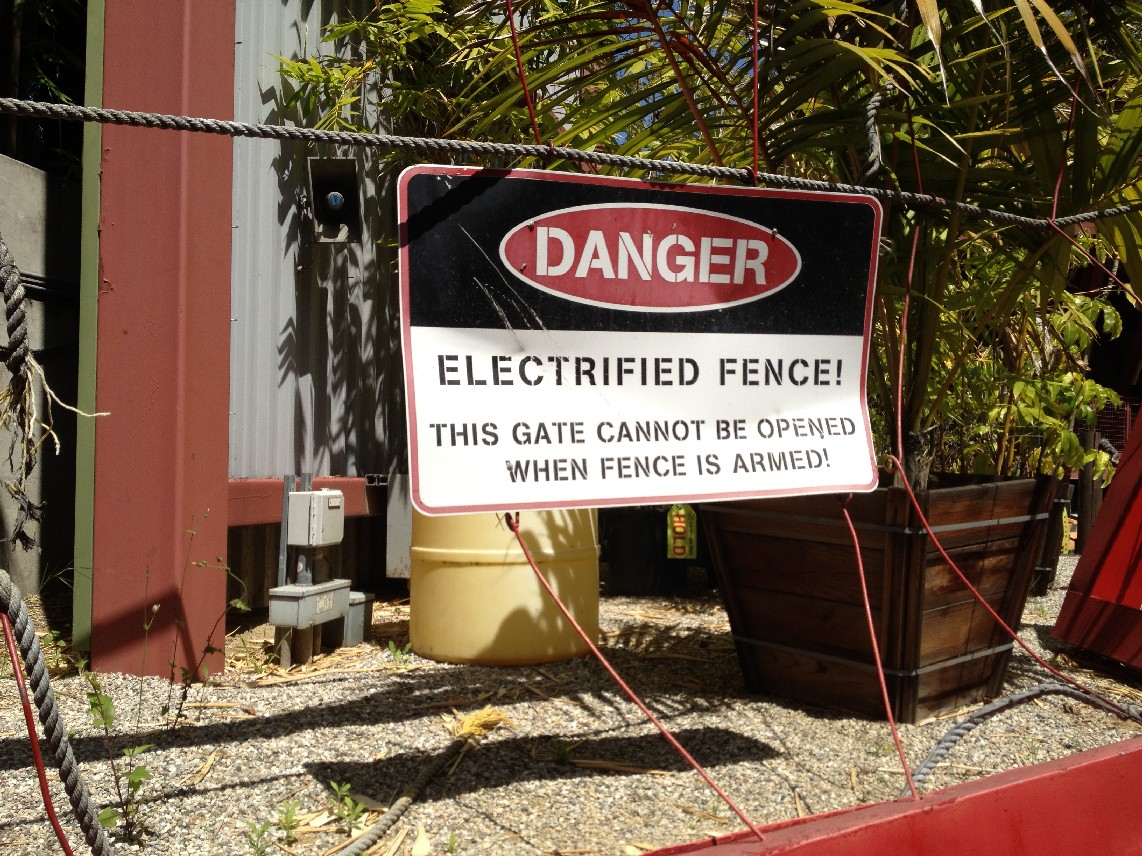 DANGER
ELECTRIFIED FENCE!
THIS GATE CANNOT BE OPENED
WHEN FENCE IS ARMED!
HOLD